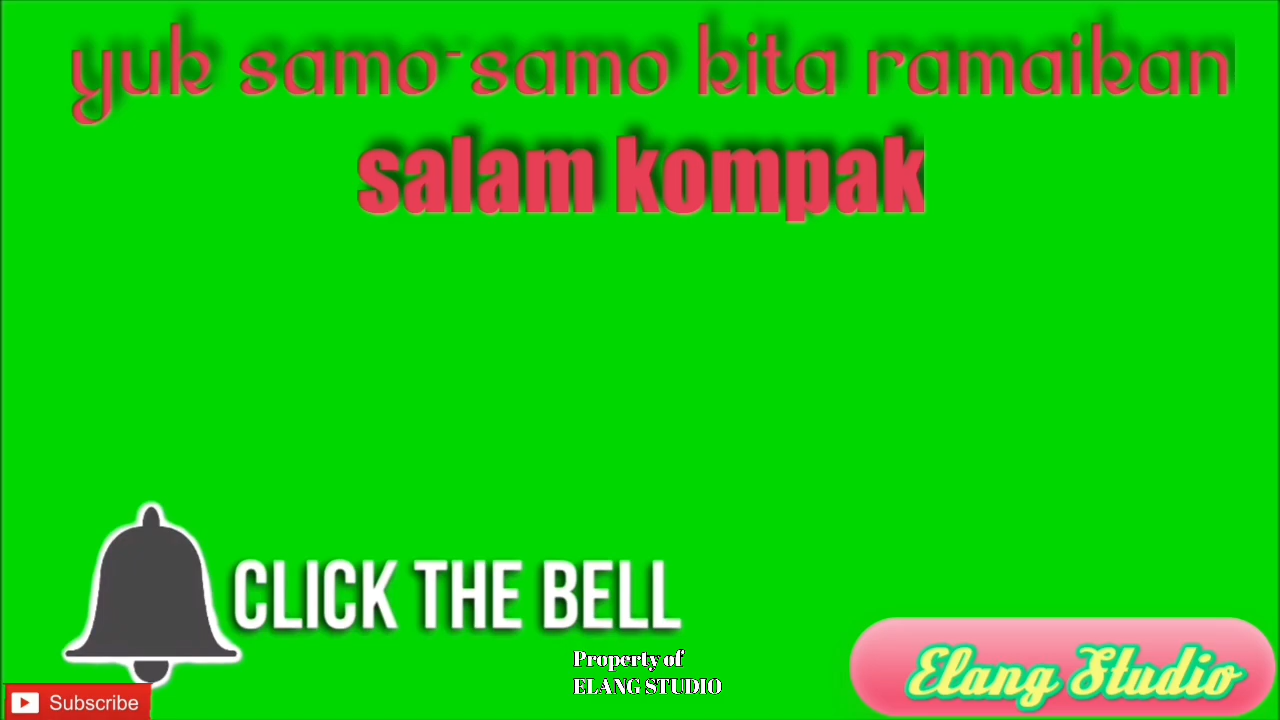 yuk samo-samo kita ramaikan
salam kompak
CLICK THE BELL
Property of
ELANG STUDIO
Elang Studio
Subscribe